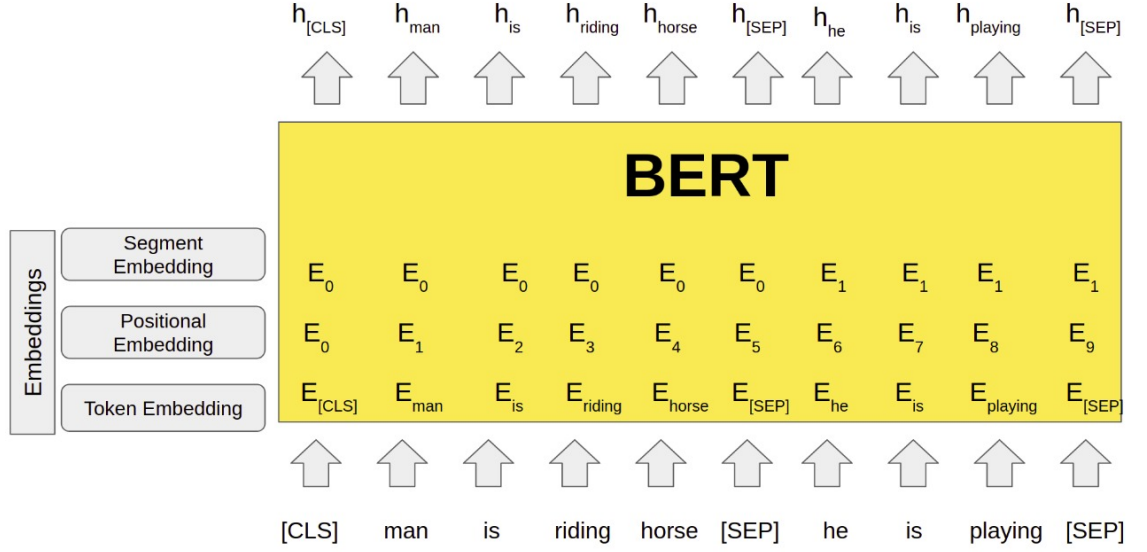 h[CLS] hman his hriding hhorse h[SEP] hhe his hplaying h[SEP]
BERT
Embeddings
Segment
Embedding
E0 E0 E0 E0 E0 E0 E1 E1 E1 E1
Positional
Embedding
E0 E1 E2 E3 E4 E5 E6 E7 E8 E9
Token Embedding
E[CLS] Eman Eis Eriding Ehorse E[SEP] Ehe Eis Eplaying E[SEP]
[CLS] man is riding horse [SEP] he is playing [SEP]